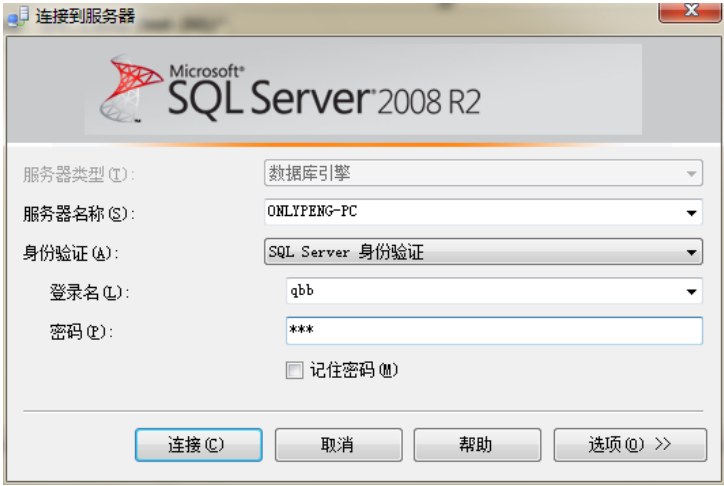 连接到服务器
Microsoft®
SQL Server® 2008 R2
服务器类型(T): 数据库引擎
服务器名称(S): ONLYPENG-PC
身份验证(A): SQL Server 身份验证
登录名(L): qbb
密码(P): ***
记住密码(M)
连接(C) 取消 帮助 选项(O) >>